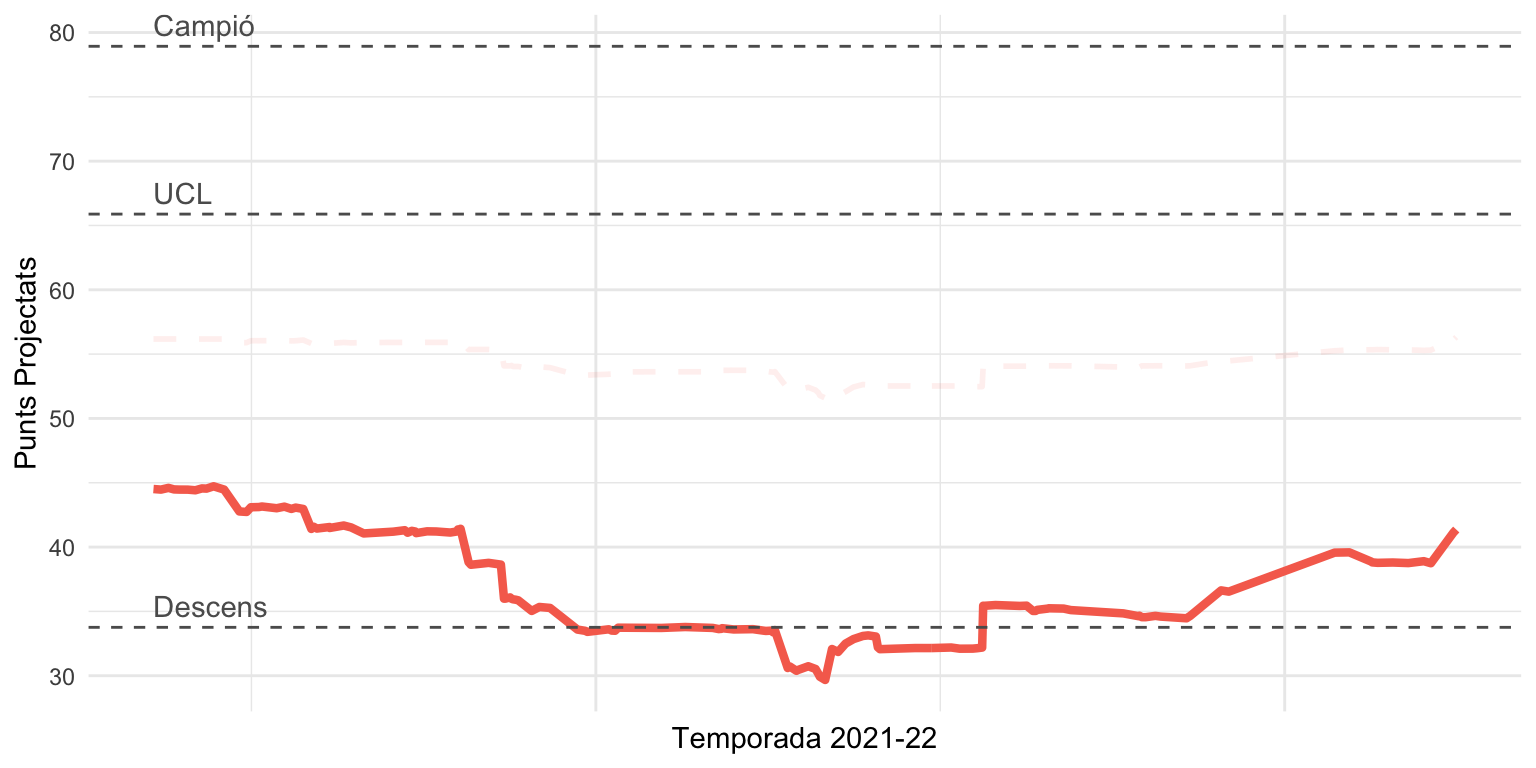 80
Campió
70
UCL
60
50
40
Descens
30
Punts Projectats
Temporada 2021-22